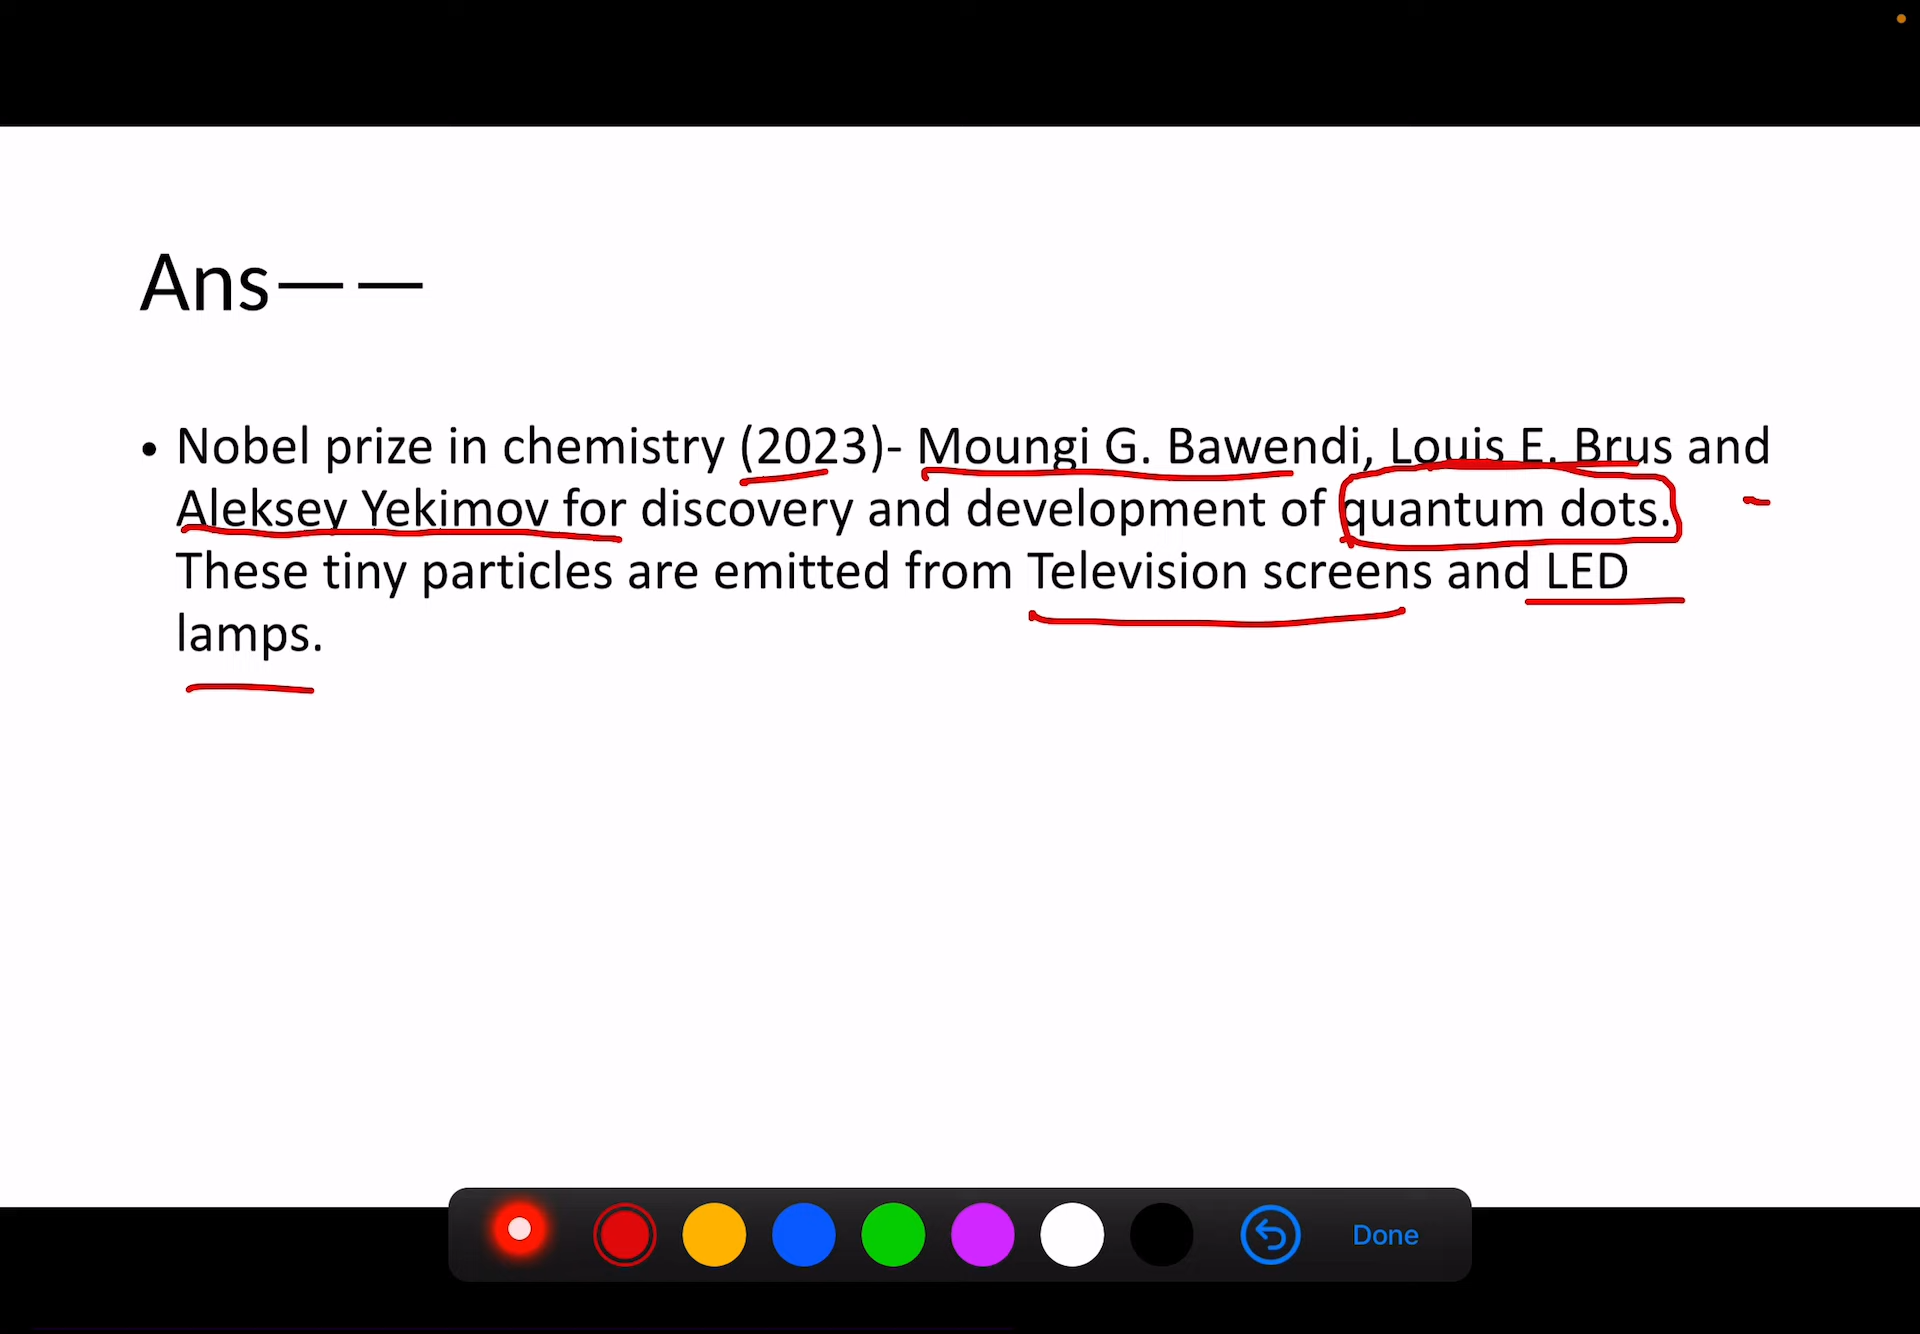 Ans— —
• Nobel prize in chemistry (2023)- Moungi G. Bawendi, Louis E. Brus and
Aleksey Yekimov for discovery and development of quantum dots.
These tiny particles are emitted from Television screens and LED
lamps.
Done